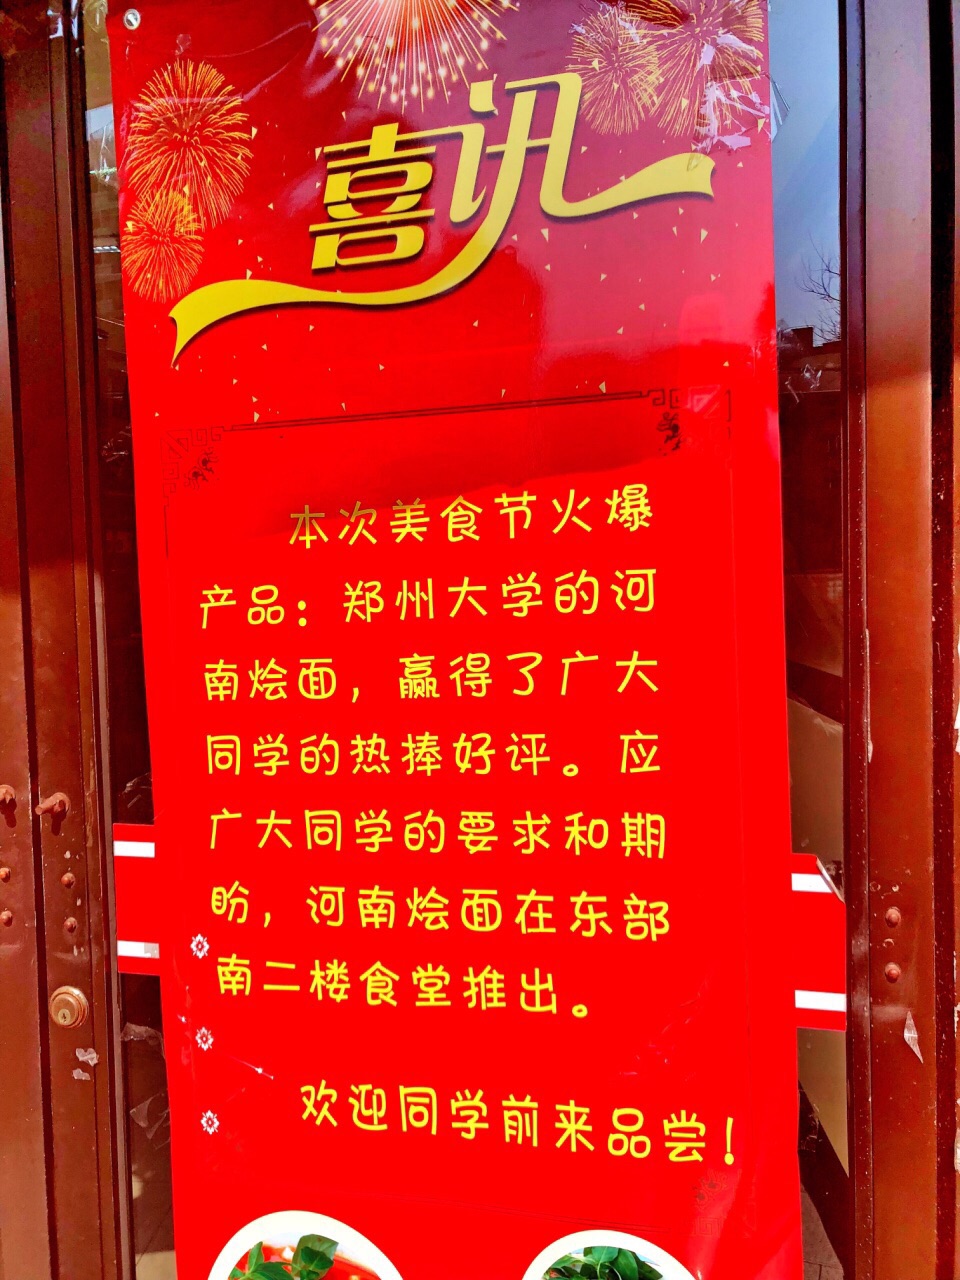 喜讯
本次美食节火爆
产品：郑州大学的河
南烩面，赢得了广大
同学的热捧好评。应
广大同学的要求和期
盼，河南烩面在东部
南二楼食堂推出。
欢迎同学前来品尝！